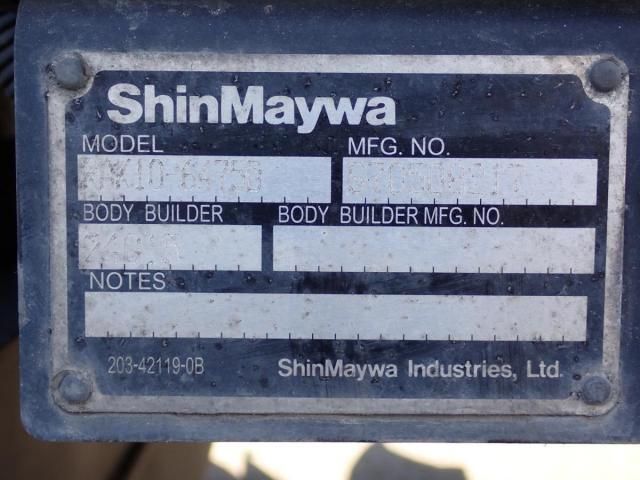 ShinMaywa
MODEL MFG. NO.
BODY BUILDER BODY BUILDER MFG. NO.
NOTES
203-42119-0B ShinMaywa Industries, Ltd.